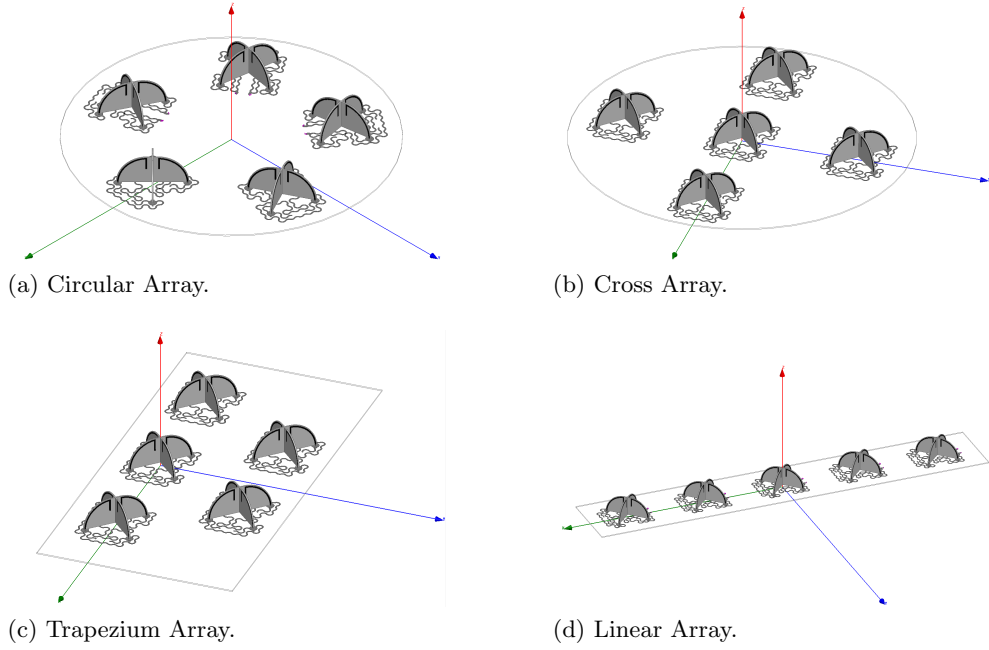 (a) Circular Array.
(b) Cross Array.
(c) Trapezium Array.
(d) Linear Array.